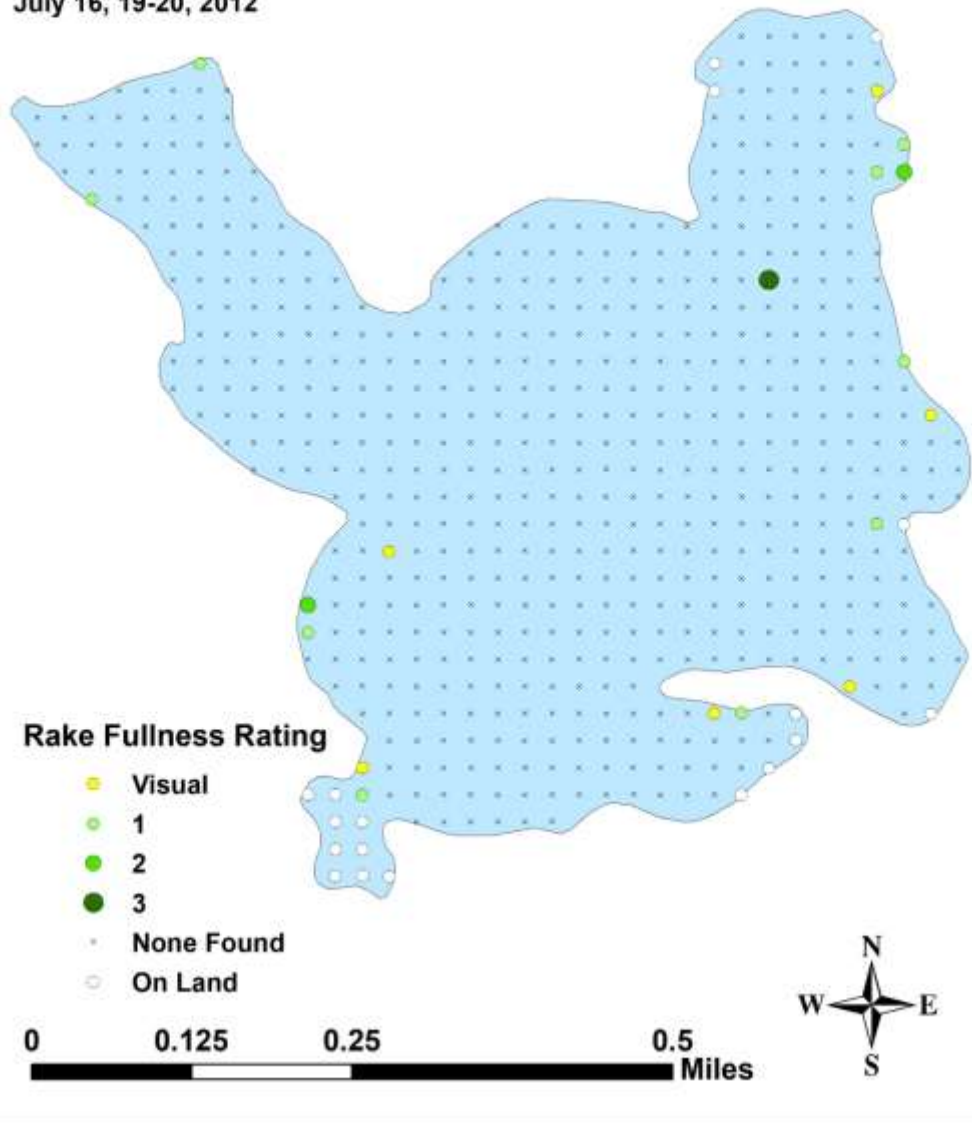 July 16, 19-20, 2012
Rake Fullness Rating
Visual
1
2
3
None Found
On Land
N
W E
S
0 0.125 0.25 0.5
Miles